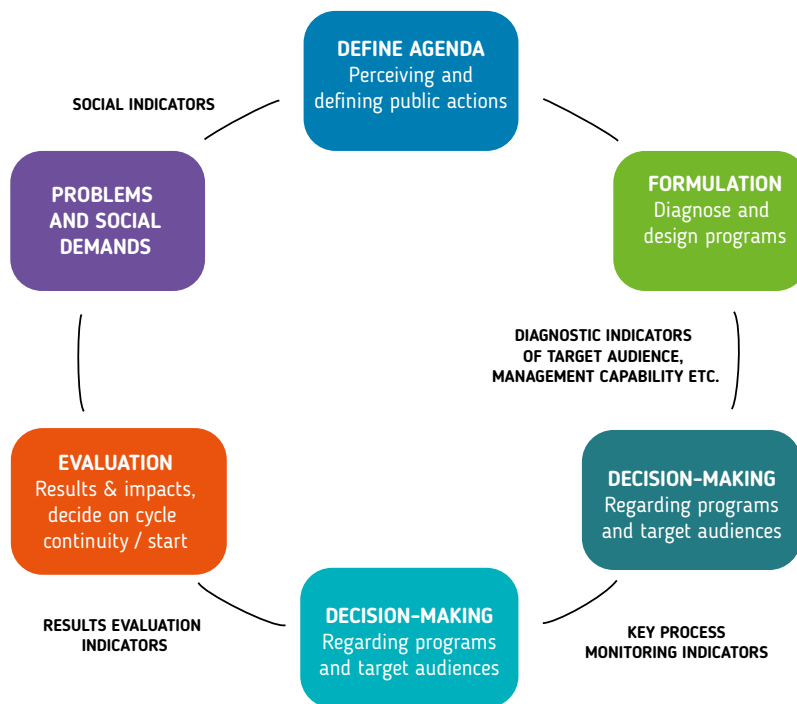 DEFINE AGENDA
Perceiving and
defining public actions
SOCIAL INDICATORS
PROBLEMS
AND SOCIAL
DEMANDS
FORMULATION
Diagnose and
design programs
DIAGNOSTIC INDICATORS
OF TARGET AUDIENCE,
MANAGEMENT CAPABILITY ETC.
EVALUATION
Results & impacts,
decide on cycle
continuity / start
DECISION-MAKING
Regarding programs
and target audiences
DECISION-MAKING
Regarding programs
and target audiences
RESULTS EVALUATION
INDICATORS
KEY PROCESS
MONITORING INDICATORS